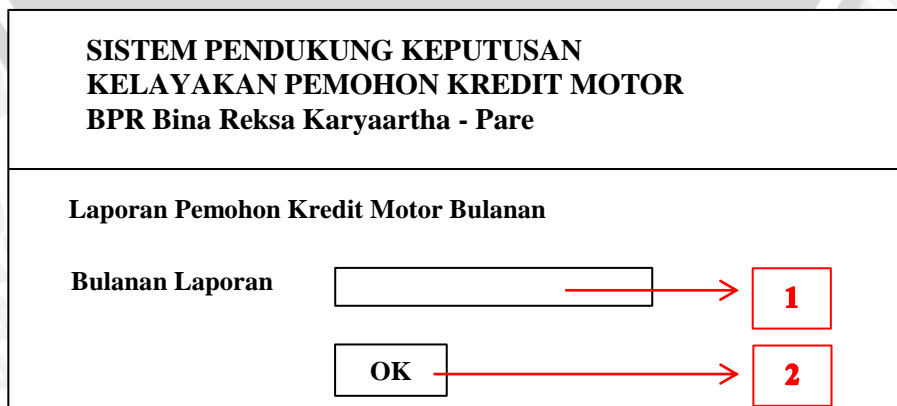 SISTEM PENDUKUNG KEPUTUSAN
KELAYAKAN PEMOHON KREDIT MOTOR
BPR Bina Reksa Karyaartha - Pare
Laporan Pemohon Kredit Motor Bulanan
Bulanan Laporan
1
OK
2